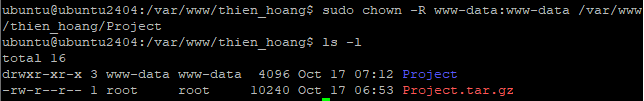 ubuntu@ubuntu2404:/var/www/thien_hoang$ sudo chown -R www-data:www-data /var/www
/thien_hoang/Project
ubuntu@ubuntu2404:/var/www/thien_hoang$ ls -l
total 16
drwxr-xr-x 3 www-data www-data  4096 Oct 17 07:12 Project
-rw-r--r-- 1 root     root     10240 Oct 17 06:53 Project.tar.gz